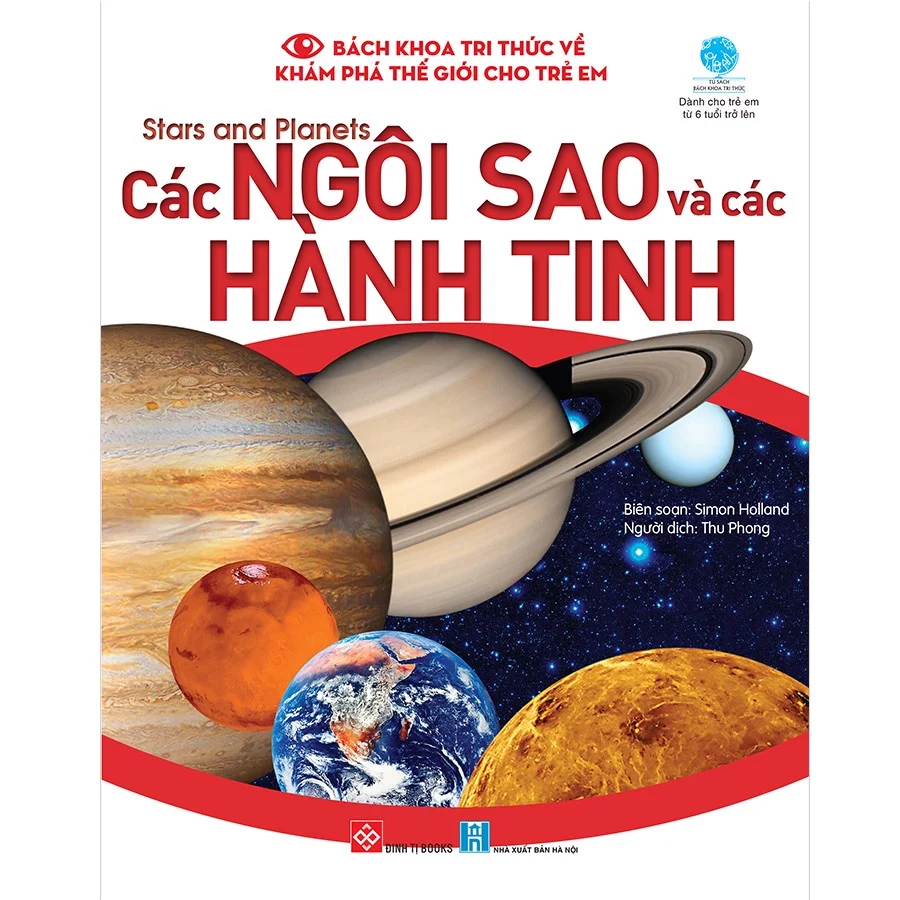 BÁCH KHOA TRI THỨC VỀ
KHÁM PHÁ THẾ GIỚI CHO TRẺ EM
TỦ SÁCH
BÁCH KHOA TRI THỨC
Dành cho trẻ em
từ 6 tuổi trở lên
Stars and Planets
Các NGÔI SAO và các
HÀNH TINH
Biên soạn: Simon Holland
Người dịch: Thu Phong
ĐINH TỊ BOOKS
NHÀ XUẤT BẢN HÀ NỘI